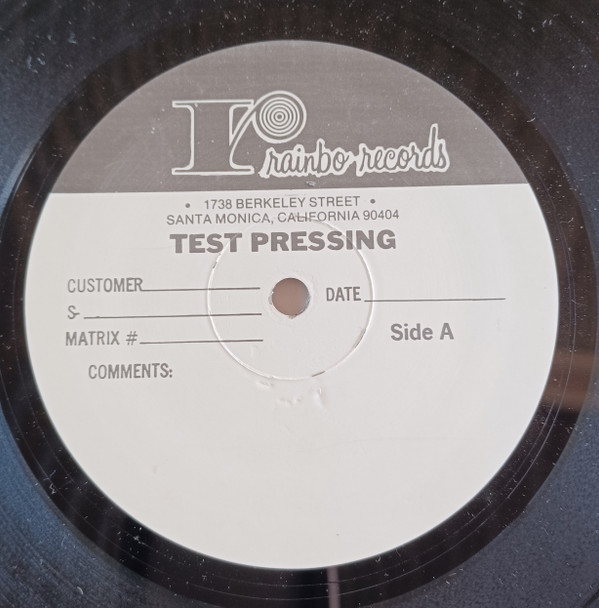 r rainbo records
• 1738 BERKELEY STREET •
SANTA MONICA, CALIFORNIA 90404
TEST PRESSING
CUSTOMER
DATE
S-
MATRIX #
Side A
COMMENTS: